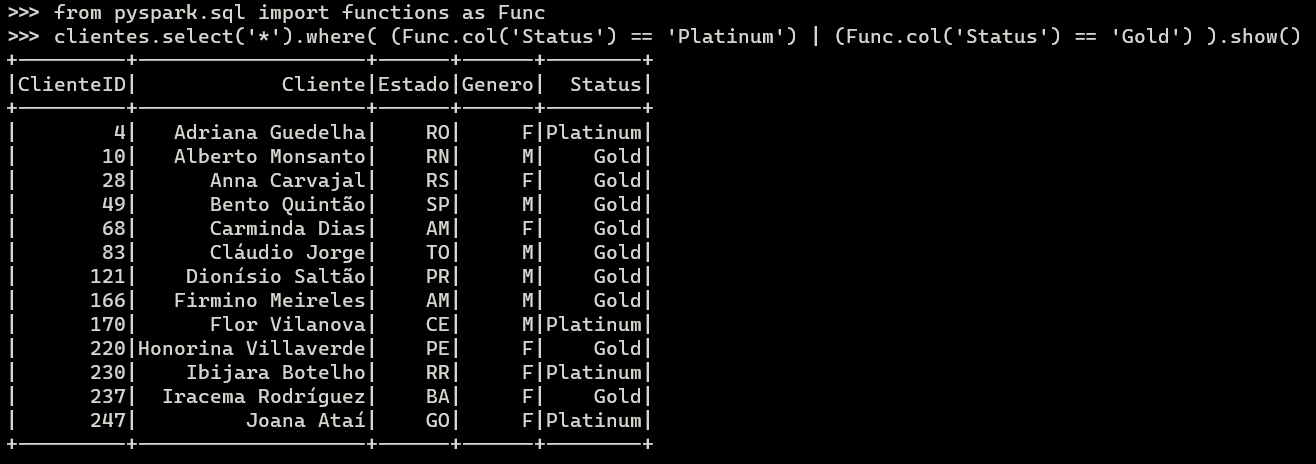 >>> from pyspark.sql import functions as Func
>>> clientes.select('*').where( (Func.col('Status') == 'Platinum') | (Func.col('Status') == 'Gold') ).show()
+---------+-------------------+------+------+--------+
|ClienteID|            Cliente|Estado|Genero|  Status|
+---------+-------------------+------+------+--------+
|        4|   Adriana Guedelha|    RO|     F|Platinum|
|       10|   Alberto Monsanto|    RN|     M|    Gold|
|       28|      Anna Carvajal|    RS|     F|    Gold|
|       49|      Bento Quintão|    SP|     M|    Gold|
|       68|      Carminda Dias|    AM|     F|    Gold|
|       83|      Cláudio Jorge|    TO|     M|    Gold|
|      121|    Dionísio Saltão|    PR|     M|    Gold|
|      166|   Firmino Meireles|    AM|     M|    Gold|
|      170|      Flor Vilanova|    CE|     M|Platinum|
|      220|Honorina Villaverde|    PE|     F|    Gold|
|      230|    Ibijara Botelho|    RR|     F|Platinum|
|      237|  Iracema Rodríguez|    BA|     F|    Gold|
|      247|         Joana Ataí|    GO|     F|Platinum|
+---------+-------------------+------+------+--------+